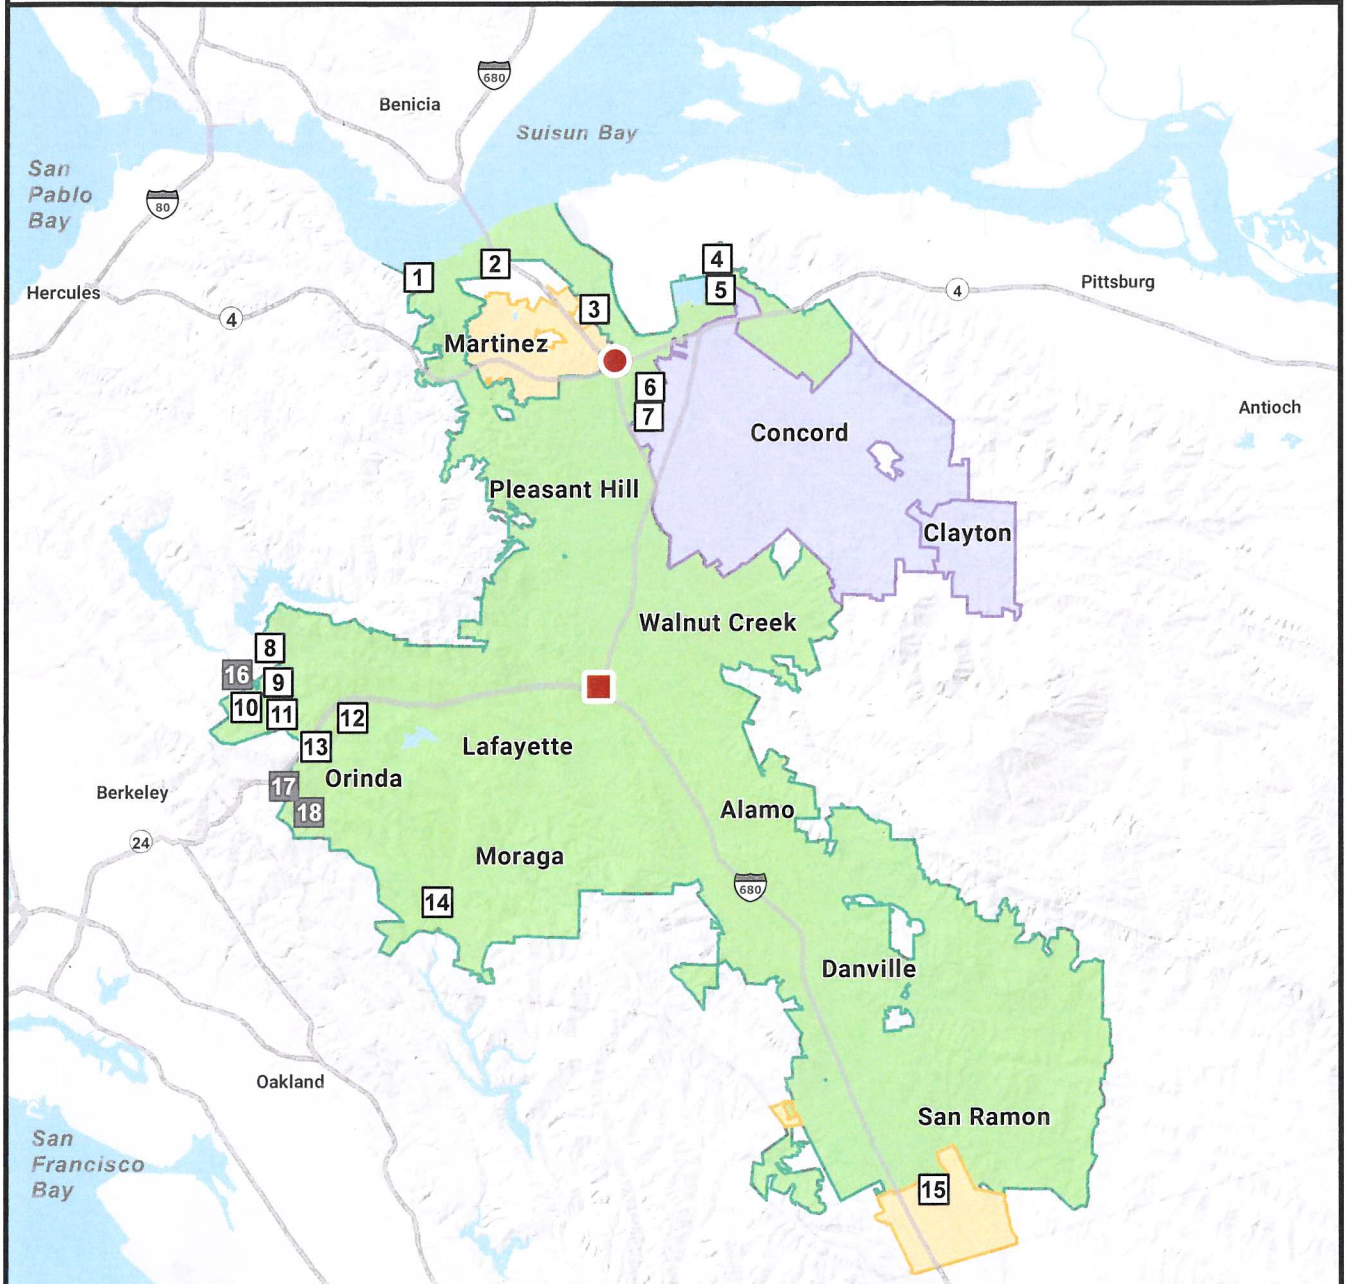 680
Benicia
Suisun Bay
San
Pablo
Bay
80
1
2
3
4
5
Hercules
4
4
Pittsburg
Martinez
6
7
Antioch
Concord
Pleasant Hill
Clayton
Walnut Creek
8
16
9
10
11
12
13
Lafayette
Orinda
17
18
Berkeley
24
Alamo
Moraga
680
14
Danville
Oakland
San Ramon
San
Francisco
Bay
15